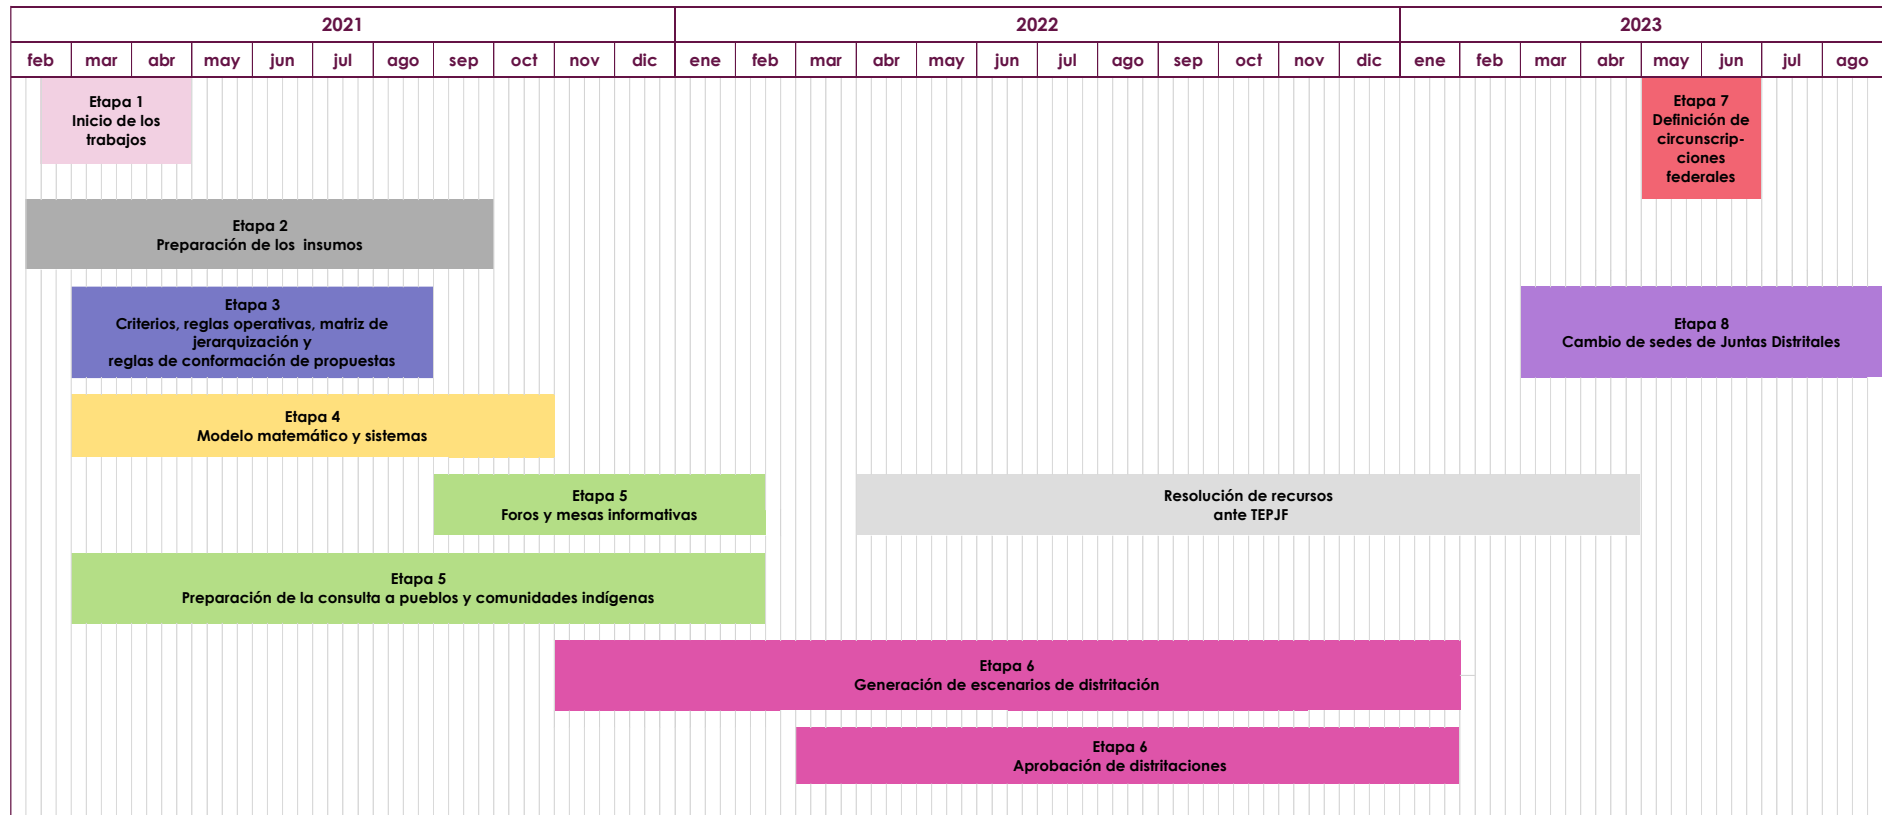 2021 2022 2023
feb mar abr may jun jul ago sep oct nov dic ene feb mar abr may jun jul ago sep oct nov dic ene feb mar abr may jun jul ago
Etapa 1
Inicio de los
trabajos
Etapa 7
Definición de
circunscrip-
ciones
federales
Etapa 2
Preparación de los insumos
Etapa 3
Criterios, reglas operativas, matriz de
jerarquización y
reglas de conformación de propuestas
Etapa 8
Cambio de sedes de Juntas Distritales
Etapa 4
Modelo matemático y sistemas
Etapa 5
Foros y mesas informativas
Resolución de recursos
ante TEPJF
Etapa 5
Preparación de la consulta a pueblos y comunidades indígenas
Etapa 6
Generación de escenarios de distritación
Etapa 6
Aprobación de distritaciones